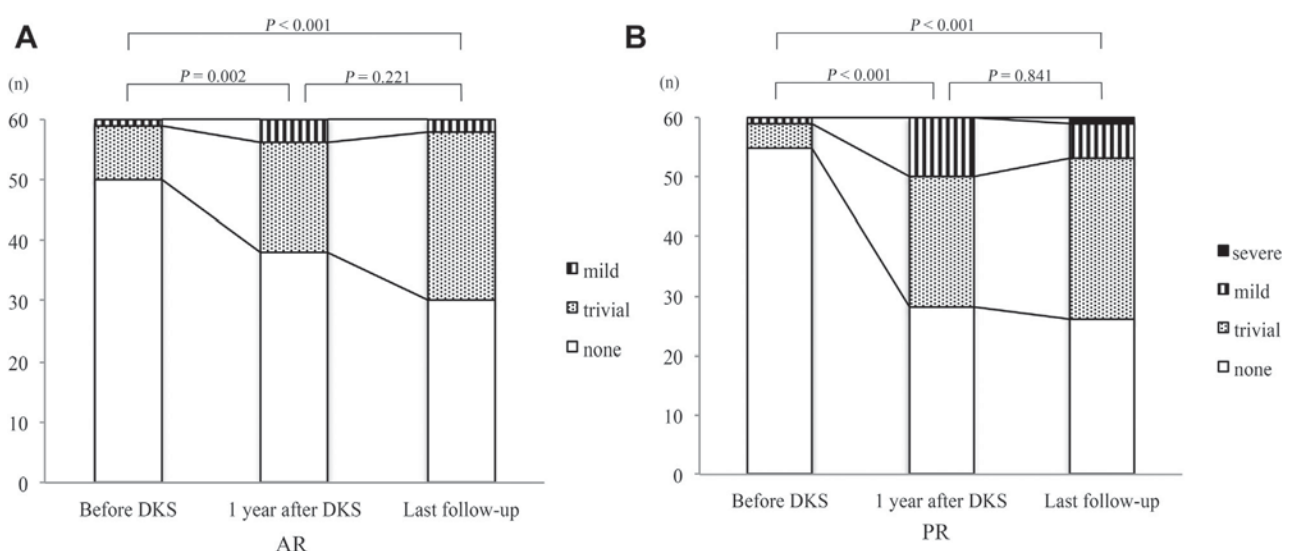 A
P < 0.001
P = 0.002
P = 0.221
(n)
60
50
40
30
20
10
0
mild
trivial
none
Before DKS
1 year after DKS
Last follow-up
AR
B
P < 0.001
P < 0.001
P = 0.841
(n)
60
50
40
30
20
10
0
severe
mild
trivial
none
Before DKS
1 year after DKS
Last follow-up
PR